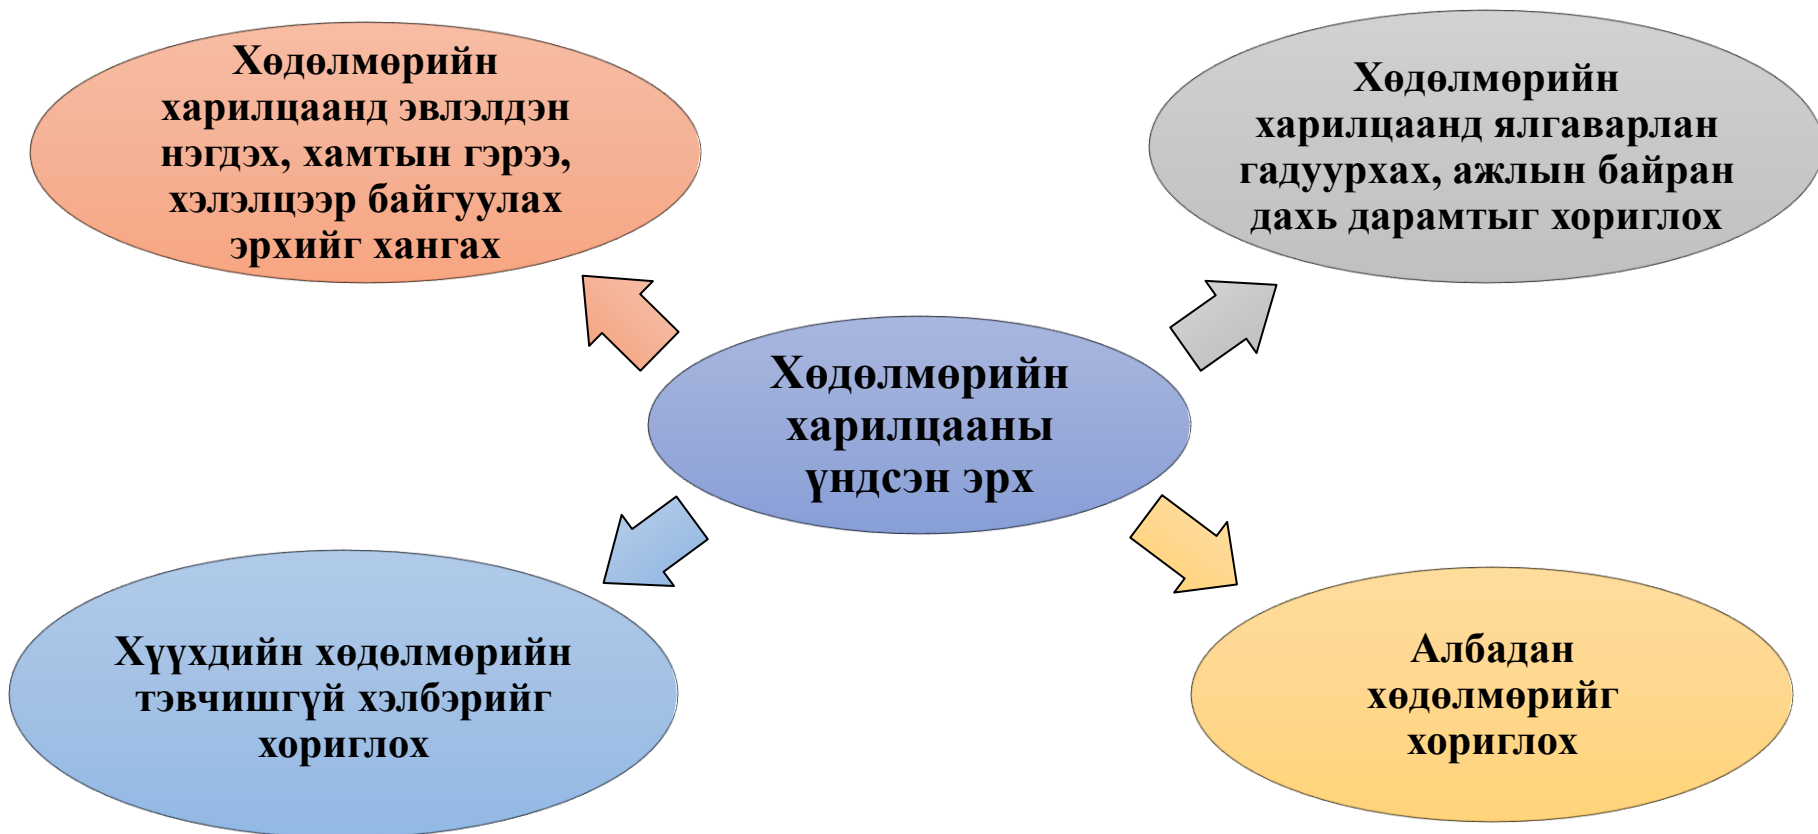 Хөдөлмөрийн
харилцаанд эвлэлдэн
нэгдэх, хамтын гэрээ,
хэлэлцээр байгуулах
эрхийг хангах
Хөдөлмөрийн
харилцаанд ялгаварлан
гадуурхах, ажлын байран
дахь дарамтыг хориглох
Хөдөлмөрийн
харилцааны
үндсэн эрх
Хүүхдийн хөдөлмөрийн
тэвчишгүй хэлбэрийг
хориглох
Албадан
хөдөлмөрийг
хориглох